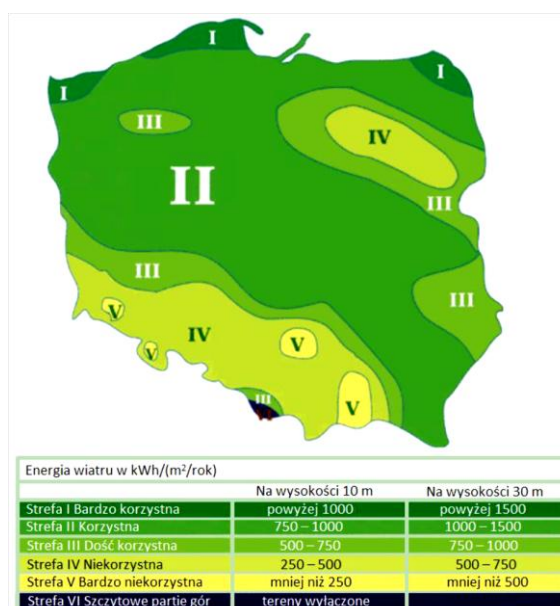 I
I
I
III
IV
II
III
III
III
V
IV
V
V
III
V
Energia wiatru w kWh/(m²/rok)
Na wysokości 10 m Na wysokości 30 m
Strefa I Bardzo korzystna powyżej 1000 powyżej 1500
Strefa II Korzystna 750 – 1000 1000 – 1500
Strefa III Dość korzystna 500 – 750 750 – 1000
Strefa IV Niekorzystna 250 – 500 500 – 750
Strefa V Bardzo niekorzystna mniej niż 250 mniej niż 500
Strefa VI Szczytowe partie gór tereny wyłączone